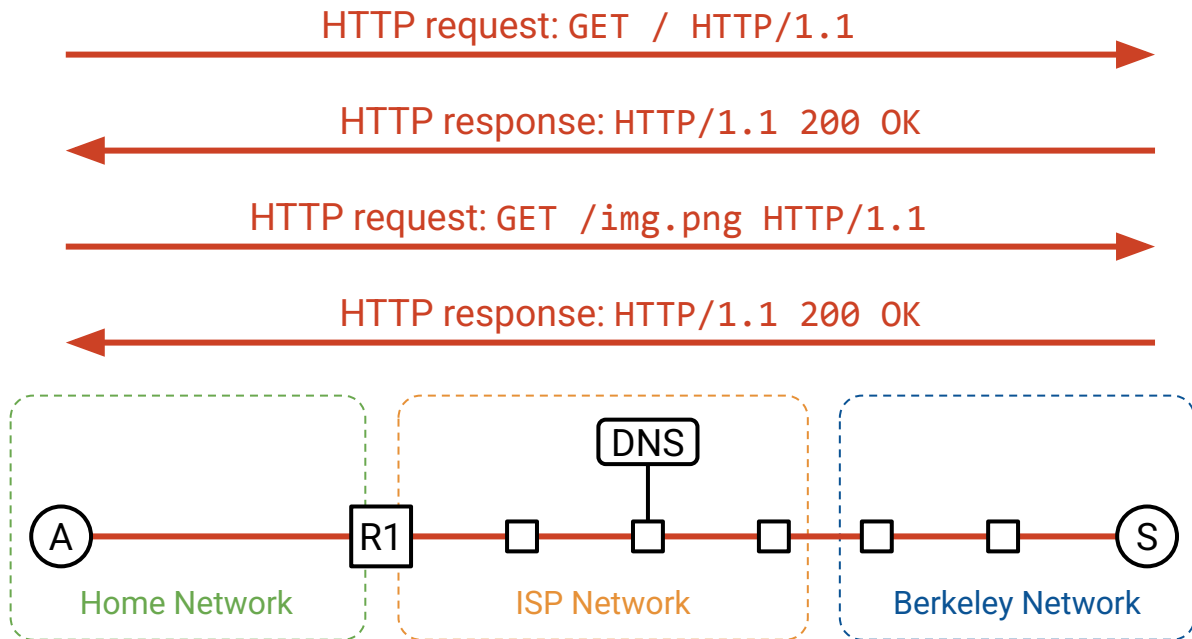 HTTP request: GET / HTTP/1.1
HTTP response: HTTP/1.1 200 OK
HTTP request: GET /img.png HTTP/1.1
HTTP response: HTTP/1.1 200 OK
DNS
A
R1
S
Home Network
ISP Network
Berkeley Network